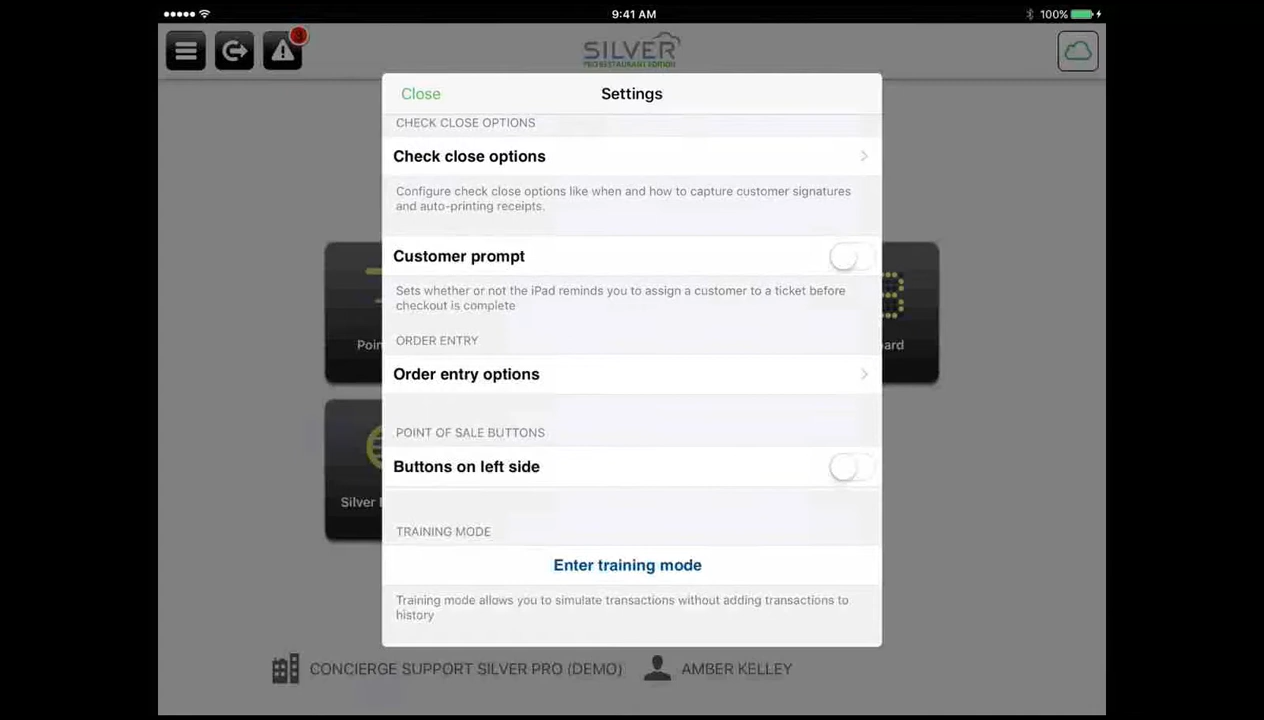 9:41 AM
100%
3
SILVER
PRO RESTAURANT EDITION
Close
Settings
CHECK CLOSE OPTIONS
Check close options
Configure check close options like when and how to capture customer signatures
and auto-printing receipts.
Customer prompt
Sets whether or not the iPad reminds you to assign a customer to a ticket before
checkout is complete
ORDER ENTRY
Poin
ard
Order entry options
POINT OF SALE BUTTONS
Buttons on left side
Silver
TRAINING MODE
Enter training mode
Training mode allows you to simulate transactions without adding transactions to
history
CONCIERGE SUPPORT SILVER PRO (DEMO)
AMBER KELLEY